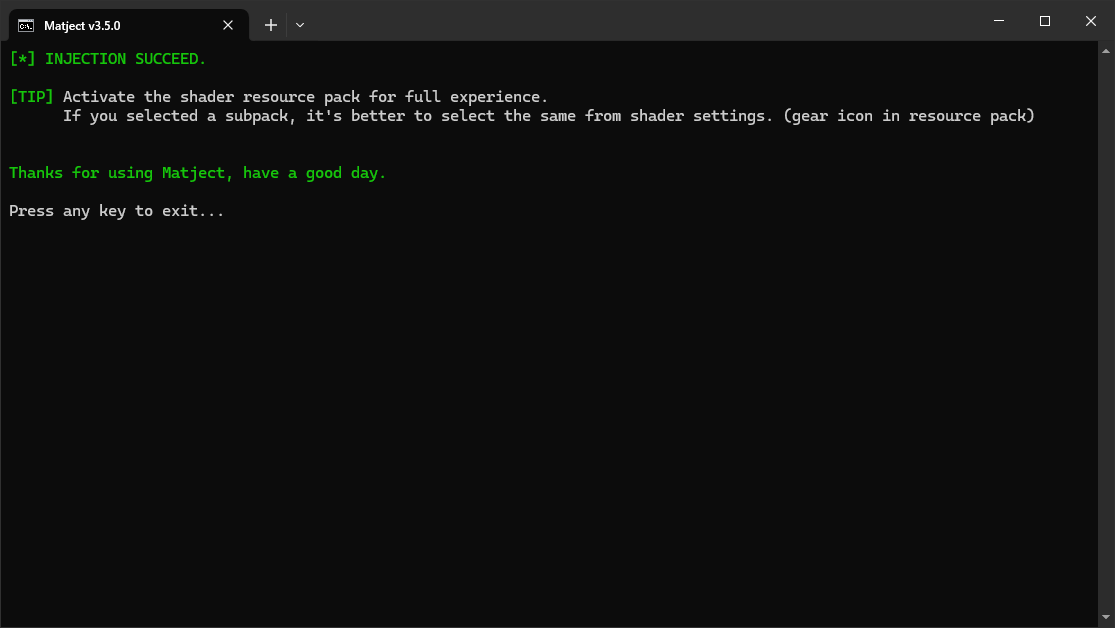 Matject v3.5.0
[*] INJECTION SUCCEED.
[TIP] Activate the shader resource pack for full experience.
If you selected a subpack, it's better to select the same from shader settings. (gear icon in resource pack)
Thanks for using Matject, have a good day.
Press any key to exit...